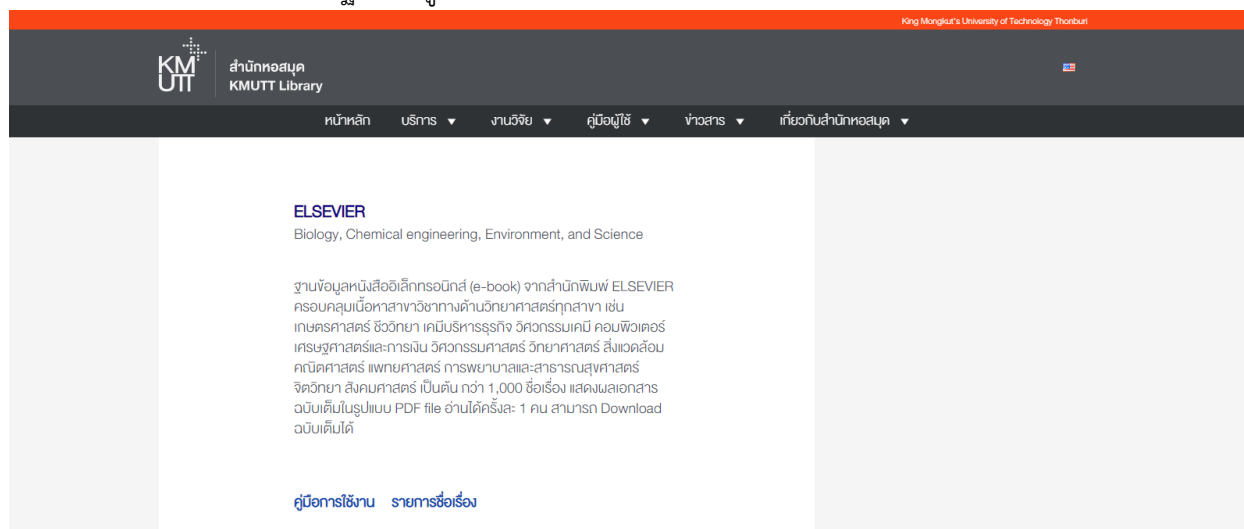 King Mongkut's University of Technology Thonburi
KM
UTT
สำนักหอสมุด
KMUTT Library
หน้าหลัก บริการ ▼ งานวิจัย ▼ คู่มือผู้ใช้ ▼ ข่าวสาร ▼ เกี่ยวกับสำนักหอสมุด ▼
ELSEVIER
Biology, Chemical engineering, Environment, and Science
ฐานข้อมูลหนังสืออิเล็กทรอนิกส์ (e-book) จากสำนักพิมพ์ ELSEVIER
ครอบคลุมเนื้อหาสาขาวิชาทางด้านวิทยาศาสตร์ทุกสาขา เช่น
เกษตรศาสตร์ ชีววิทยา เคมีบริหารธุรกิจ วิศวกรรมเคมี คอมพิวเตอร์
เศรษฐศาสตร์และการเงิน วิศวกรรมศาสตร์ วิทยาศาสตร์ สิ่งแวดล้อม
คณิตศาสตร์ แพทยศาสตร์ การพยาบาลและสาธารณสุขศาสตร์
จิตวิทยา สังคมศาสตร์ เป็นต้น กว่า 1,000 ชื่อเรื่อง แสดงผลเอกสาร
ฉบับเต็มในรูปแบบ PDF file อ่านได้ครั้งละ 1 คน สามารถ Download
ฉบับเต็มได้
คู่มือการใช้งาน รายการชื่อเรื่อง